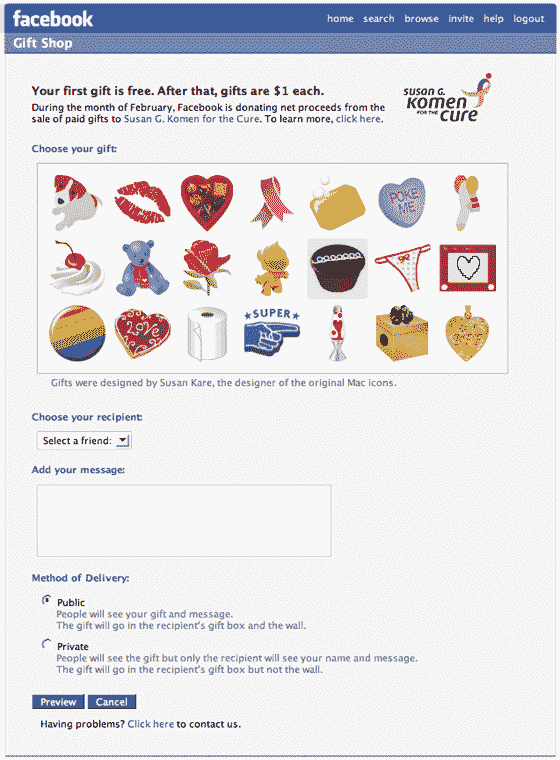 facebook
home search browse invite help logout
Gift Shop
Your first gift is free. After that, gifts are $1 each.
During the month of February, Facebook is donating net proceeds from the
sale of paid gifts to Susan G. Komen for the Cure. To learn more, click here.
SUSAN G.
Komen
FOR THE
CURE
Choose your gift:
POKE
ME
LOVE
SUPER
Gifts were designed by Susan Kare, the designer of the original Mac icons.
Choose your recipient:
Select a friend:
Add your message:
Method of Delivery:
Public
People will see your gift and message.
The gift will go in the recipient's gift box and the wall.
Private
People will see the gift but only the recipient will see your name and message.
The gift will go in the recipient's gift box but not the wall.
Preview Cancel
Having problems? Click here to contact us.